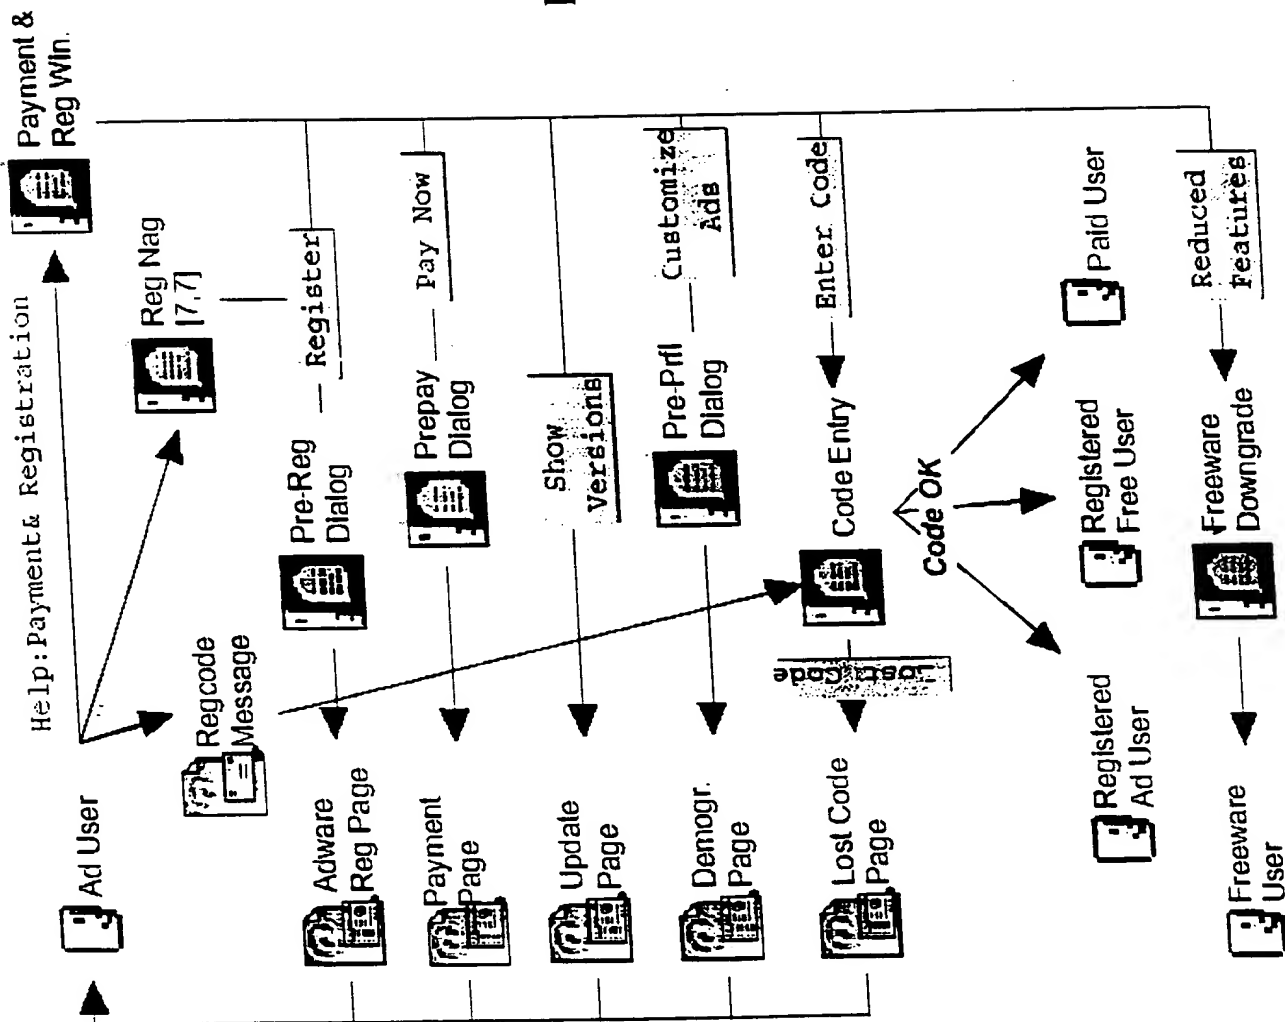 Payment &
Reg Win.
Help:Payment& Registration
Reg Nag
[7,7]
Register
Pre-Reg
Dialog
Regcode
Message
Ad User
Adware
Reg Page
Pay Now
Prepay
Dialog
Payment
Page
Show
Versions
Update
Page
Customize
Ads
Pre-Prfl
Dialog
Demogr.
Page
Enter Code
Code Entry
Lost Code
Lost Code
Page
Code OK
Paid User
Registered
Free User
Registered
Ad User
Reduced
Features
Freeware
Downgrade
Freeware
User